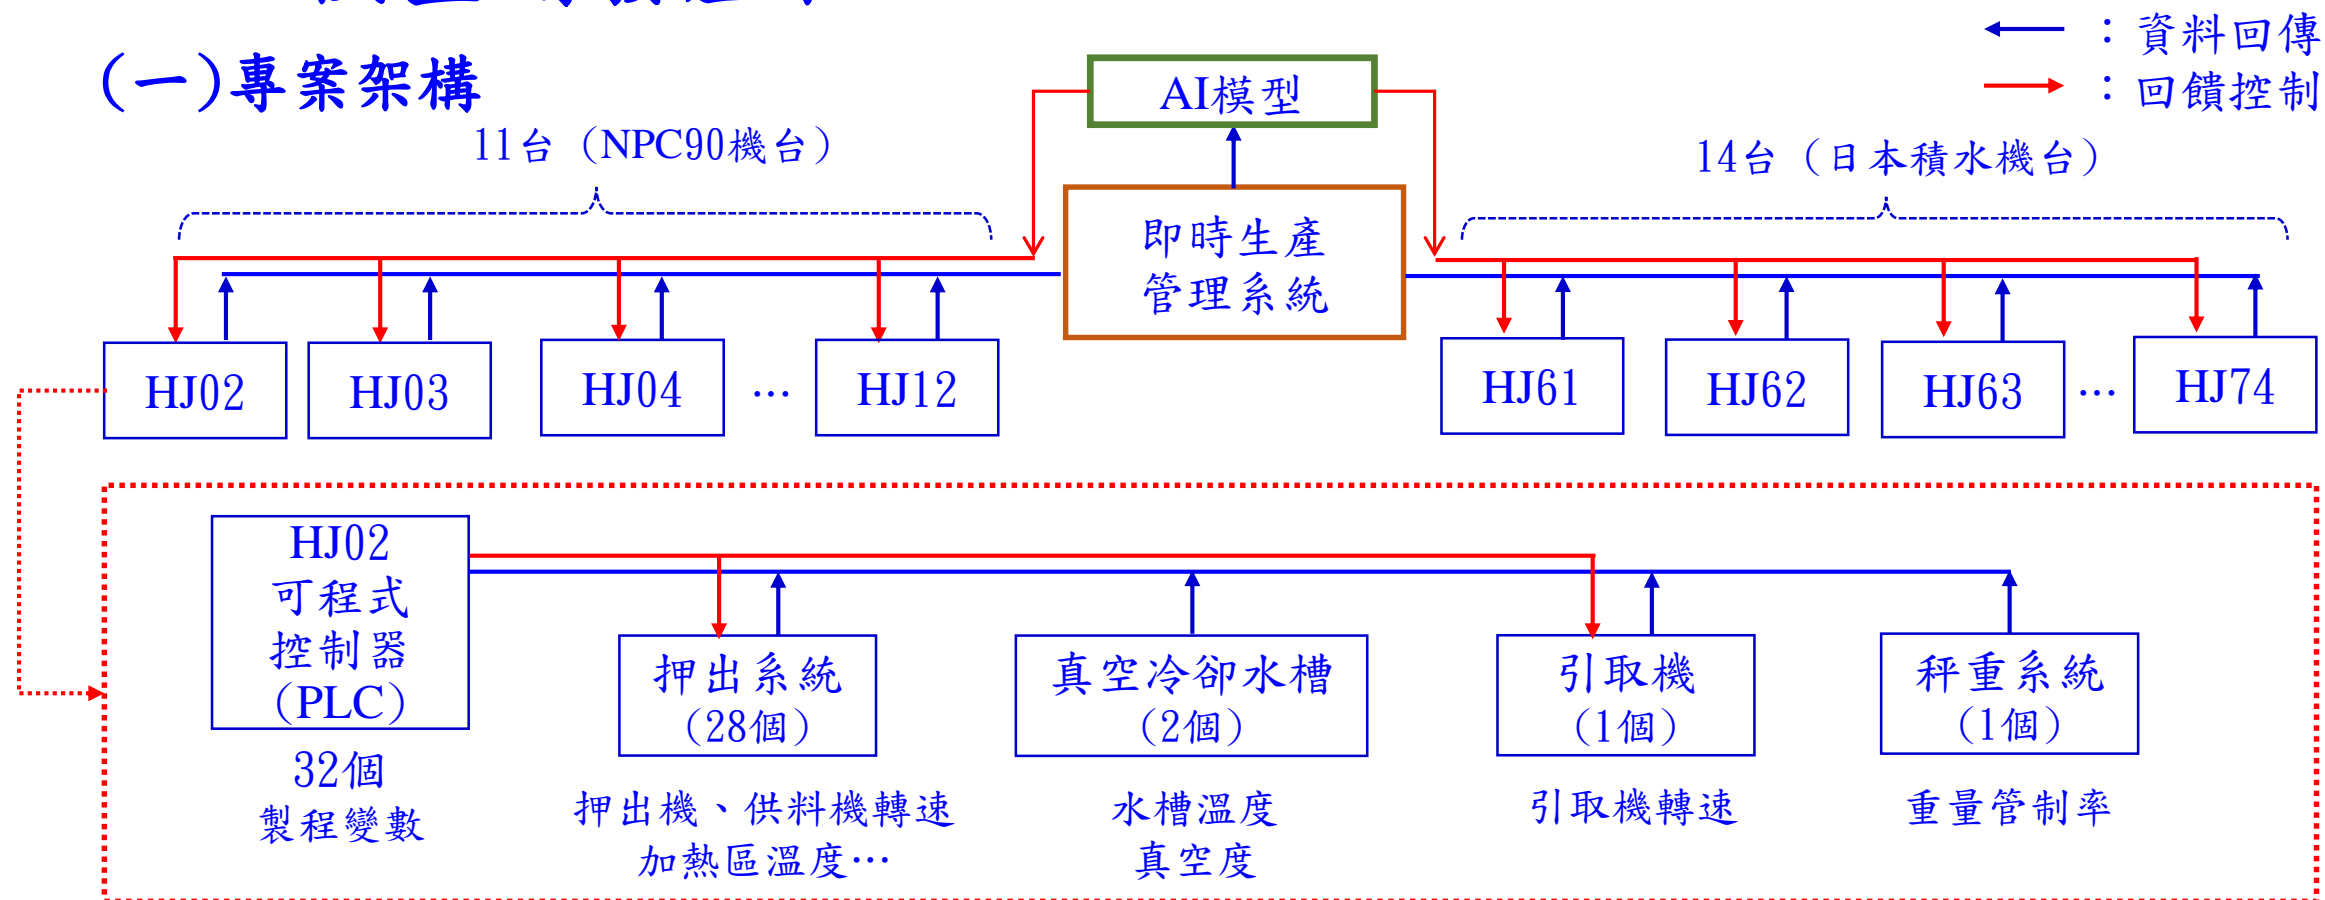 ：資料回傳
(一)專案架構
AI模型
：回饋控制
11台（NPC90機台）
14台（日本積水機台）
即時生產
管理系統
HJ02
HJ03
HJ04
…
HJ12
HJ61
HJ62
HJ63
…
HJ74
HJ02
可程式
控制器
（PLC）
32個
製程變數
押出系統
（28個）
押出機、供料機轉速
加熱區溫度…
真空冷卻水槽
（2個）
水槽溫度
真空度
引取機
（1個）
引取機轉速
秤重系統
（1個）
重量管制率